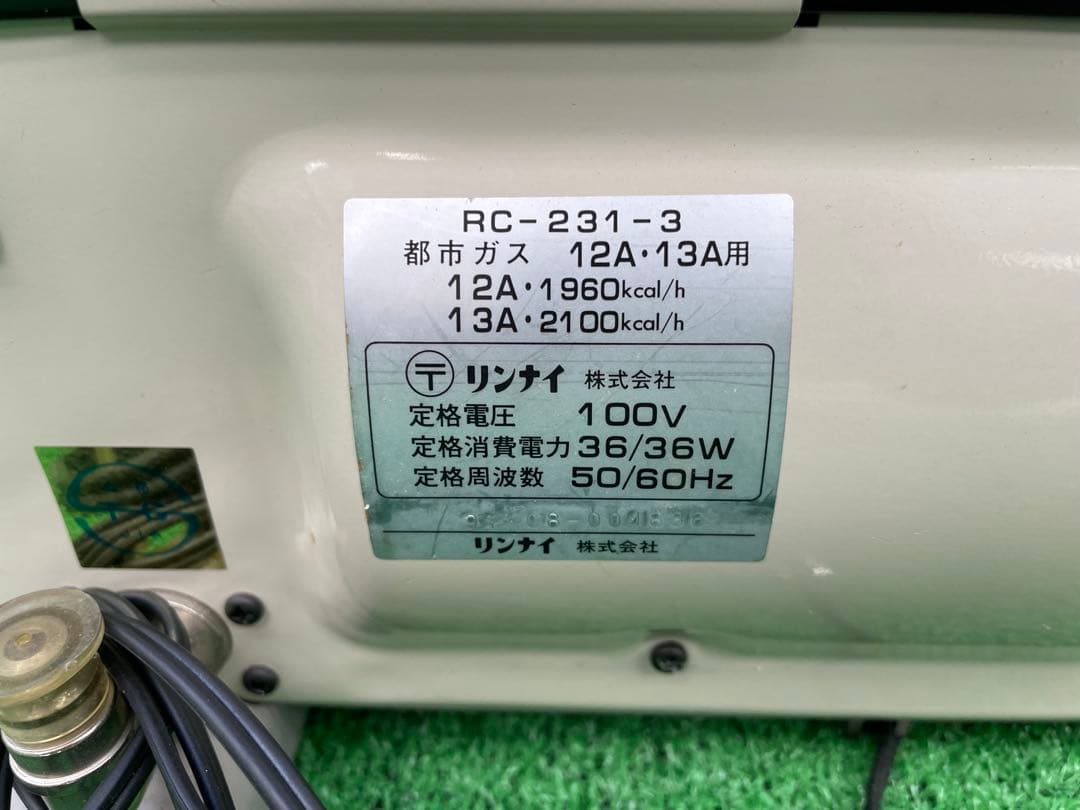 RC-231-3
都市ガス 12A・13A用
12A・1960kcal/h
13A・2100kcal/h
〒 リンナイ 株式会社
定格電圧 100V
定格消費電力 36/36W
定格周波数 50/60Hz
リンナイ 株式会社